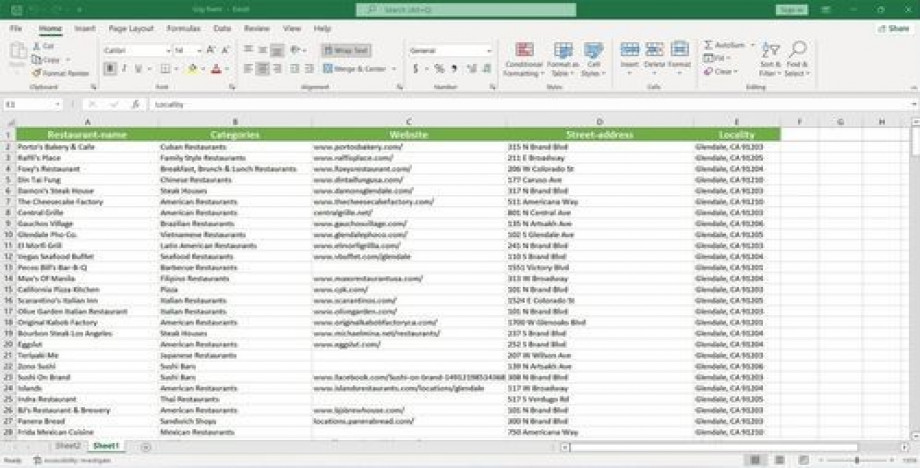 Excel
Search (Alt+Q)
Sign in
File Home Insert Page Layout Formulas Data Review View Help Share
Cut Calibri 14 Wrap Text General AutoSum
Copy Fill
Format Painter Merge & Center Conditional Formatting Format as Table Cell Styles Insert Delete Format Clear Sort & Filter Find & Select
Clipboard Font Alignment Number Styles Cells Editing
E1 Locality
A B C D E F G H
1 Restaurant-name Categories Website Street-address Locality
2 Porto's Bakery & Cafe Cuban Restaurants www.portosbakery.com/ 315 N Brand Blvd Glendale, CA 91203
3 Raffi's Place Family Style Restaurants www.raffisplace.com/ 211 E Broadway Glendale, CA 91205
4 Foxy's Restaurant Breakfast, Brunch & Lunch Restaurants www.foxysrestaurant.com/ 206 W Colorado St Glendale, CA 91204
5 Din Tai Fung Chinese Restaurants www.dintaifungusa.com/ 177 Caruso Ave Glendale, CA 91210
6 Damon's Steak House Steak Houses www.damonsglendale.com/ 317 N Brand Blvd Glendale, CA 91203
7 The Cheesecake Factory American Restaurants www.thecheesecakefactory.com/ 511 Americana Way Glendale, CA 91210
8 Central Grille American Restaurants centralgrille.net/ 801 N Central Ave Glendale, CA 91203
9 Gauchos Village Brazilian Restaurants www.gauchosvillage.com/ 135 N Artsakh Ave Glendale, CA 91206
10 Glendale Pho Co. Vietnamese Restaurants www.glendalephoco.com/ 102 S Glendale Ave Glendale, CA 91205
11 El Morfi Grill Latin American Restaurants www.elmorfigrillla.com/ 241 N Brand Blvd Glendale, CA 91203
12 Vegas Seafood Buffet Seafood Restaurants www.vbuffet.com/glendale 110 S Brand Blvd Glendale, CA 91204
13 Pecos Bill's Bar-B-Q Barbecue Restaurants 1551 Victory Blvd Glendale, CA 91201
14 Max's Of Manila Filipino Restaurants www.maxsrestaurantusa.com/ 313 W Broadway Glendale, CA 91204
15 California Pizza Kitchen Pizza www.cpk.com/ 101 N Brand Blvd Glendale, CA 91203
16 Scarantino's Italian Inn Italian Restaurants www.scarantinos.com/ 1524 E Colorado St Glendale, CA 91205
17 Olive Garden Italian Restaurant Italian Restaurants www.olivegarden.com/ 101 N Brand Blvd Glendale, CA 91203
18 Original Kabob Factory American Restaurants www.originalkabobfactoryca.com/ 1700 W Glenoaks Blvd Glendale, CA 91201
19 Bourbon Steak Los Angeles Steak Houses www.michaelmina.net/restaurants/ 237 S Brand Blvd Glendale, CA 91204
20 Eggslut American Restaurants www.eggslut.com/ 252 S Brand Blvd Glendale, CA 91204
21 Teriyaki Me Japanese Restaurants 207 W Wilson Ave Glendale, CA 91203
22 Zono Sushi Sushi Bars 139 N Artsakh Ave Glendale, CA 91206
23 Sushi On Brand Sushi Bars 308 N Brand Blvd Glendale, CA 91203
24 Islands American Restaurants www.islandsrestaurants.com/locations/glendale 117 W Broadway Glendale, CA 91204
25 Indra Restaurant Thai Restaurants 517 S Verdugo Rd Glendale, CA 91205
26 BJ's Restaurant & Brewery American Restaurants www.bjsbrewhouse.com/ 101 N Brand Blvd Glendale, CA 91203
27 Panera Bread Sandwich Shops locations.panerabread.com/ 300 N Brand Blvd Glendale, CA 91203
28 Frida Mexican Cuisine Mexican Restaurants 750 Americana Way Glendale, CA 91210
Sheet2 Sheet1
Ready Accessibility: Investigate